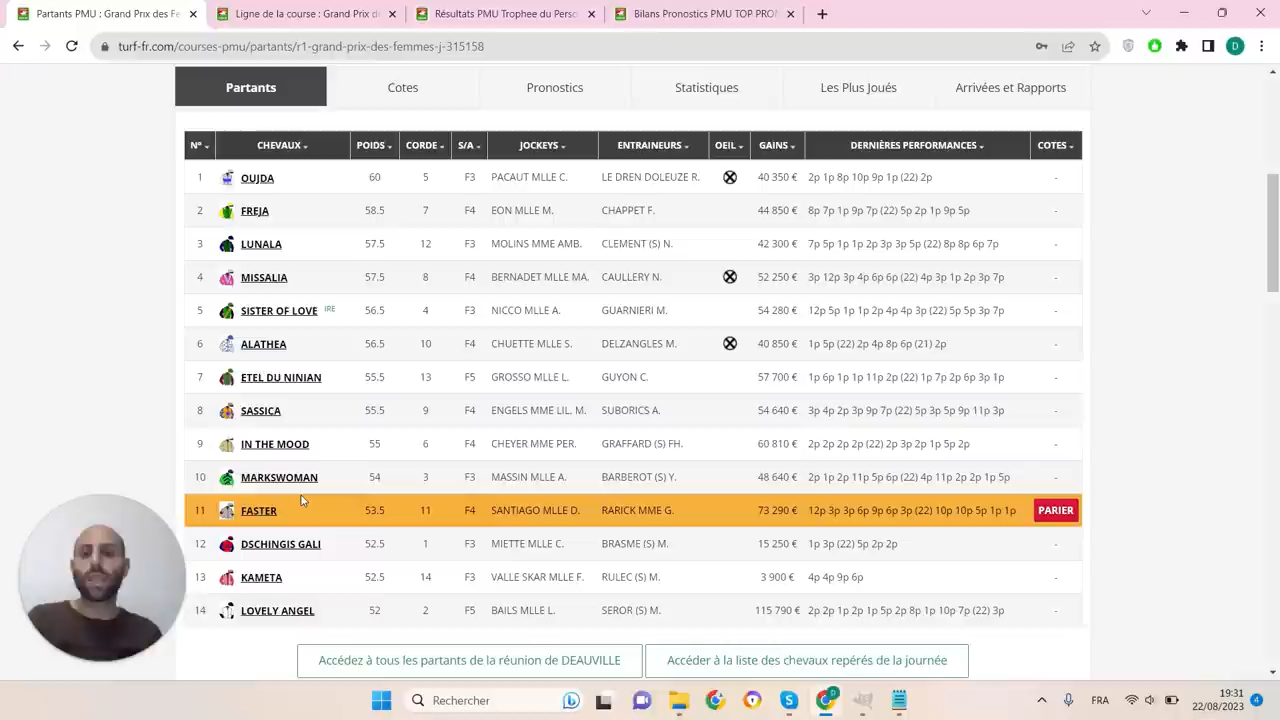 Partants PMU : Grand Prix des Fe
Ligne de la course : Grand Prix d
Résultats PMU Trophee du Perso
Bilans Pronostics PMU TOP PRON
turf-fr.com/courses-pmu/partants/r1-grand-prix-des-femmes-j-315158
D
Partants Cotes Pronostics Statistiques Les Plus Joués Arrivées et Rapports
N° CHEVAUX POIDS CORDE S/A JOCKEYS ENTRAINEURS OEIL GAINS DERNIÈRES PERFORMANCES COTES
1 OUJDA 60 5 F3 PACAUT MLLE C. LE DREN DOLEUZE R. 40 350 € 2p 1p 8p 10p 9p 1p (22) 2p -
2 FREJA 58.5 7 F4 EON MLLE M. CHAPPET F. 44 850 € 8p 7p 1p 9p 7p (22) 5p 2p 1p 9p 5p -
3 LUNALA 57.5 12 F3 MOLINS MME AMB. CLEMENT (S) N. 42 300 € 7p 5p 1p 1p 2p 3p 3p 5p (22) 8p 8p 6p 7p -
4 MISSALIA 57.5 8 F4 BERNADET MLLE MA. CAULLERY N. 52 250 € 3p 12p 3p 4p 6p 6p (22) 4p 3p 1p 2p 3p 7p -
5 SISTER OF LOVE IRE 56.5 4 F3 NICCO MLLE A. GUARNIERI M. 54 280 € 12p 5p 1p 1p 2p 4p 4p 3p (22) 5p 5p 3p 7p -
6 ALATHEA 56.5 10 F4 CHUETTE MLLE S. DELZANGLES M. 40 850 € 1p 5p (22) 2p 4p 8p 6p (21) 2p -
7 ETEL DU NINIAN 55.5 13 F5 GROSSO MLLE L. GUYON C. 57 700 € 1p 6p 1p 1p 11p 2p (22) 1p 7p 2p 6p 3p 1p -
8 SASSICA 55.5 9 F4 ENGELS MME LIL. M. SUBORICS A. 54 640 € 3p 4p 2p 3p 9p 7p (22) 5p 3p 5p 9p 11p 3p -
9 IN THE MOOD 55 6 F4 CHEYER MME PER. GRAFFARD (S) FH. 60 810 € 2p 2p 2p 2p (22) 2p 3p 2p 1p 5p 2p -
10 MARKSWOMAN 54 3 F3 MASSIN MLLE A. BARBEROT (S) Y. 48 640 € 2p 1p 2p 11p 5p 6p (22) 4p 11p 2p 2p 1p 5p -
11 FASTER 53.5 11 F4 SANTIAGO MLLE D. RARICK MME G. 73 290 € 12p 3p 3p 6p 9p 6p 3p (22) 10p 10p 5p 1p 1p PARIER
12 DSCHINGIS GALI 52.5 1 F3 MIETTE MLLE C. BRASME (S) M. 15 250 € 1p 3p (22) 5p 2p 2p -
13 KAMETA 52.5 14 F3 VALLE SKAR MLLE F. RULEC (S) M. 3 900 € 4p 4p 9p 6p -
14 LOVELY ANGEL 52 2 F5 BAILS MLLE L. SEROR (S) M. 115 790 € 2p 2p 1p 2p 1p 5p 2p 8p 1p 10p 7p (22) 3p -
Accédez à tous les partants de la réunion de DEAUVILLE Accéder à la liste des chevaux repérés de la journée
Rechercher
FRA
19:31
22/08/2023
4